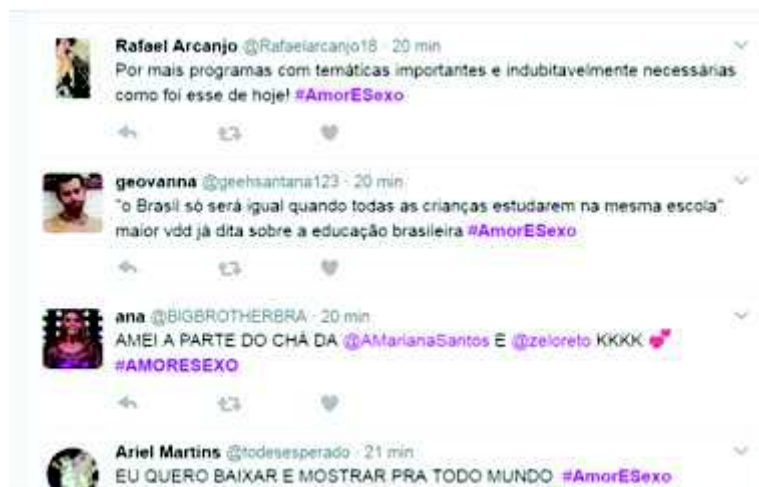 Rafael Arcanjo @Rafaelarcanjo18 · 20 min
Por mais programas com temáticas importantes e indubitavelmente necessárias
como foi esse de hoje! #AmorESexo
geovanna @geehsantana123 · 20 min
"o Brasil só será igual quando todas as crianças estudarem na mesma escola"
maior vdd já dita sobre a educação brasileira #AmorESexo
ana @BIGBROTHERBRA · 20 min
AMEI A PARTE DO CHÁ DA @AMarianaSantos E @zeloreto KKKK
#AMORESEXO
Ariel Martins @todesesperado · 21 min
EU QUERO BAIXAR E MOSTRAR PRA TODO MUNDO #AmorESexo